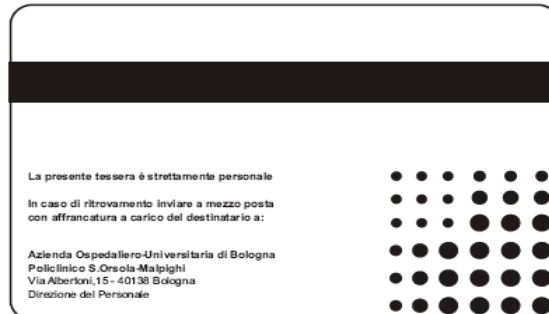 La presente tessera è strettamente personale
In caso di ritrovamento inviare a mezzo posta
con affrancatura a carico del destinatario a:
Azienda Ospedaliero-Universitaria di Bologna
Policlinico S.Orsola-Malpighi
Via Albertoni,15 - 40138 Bologna
Direzione del Personale